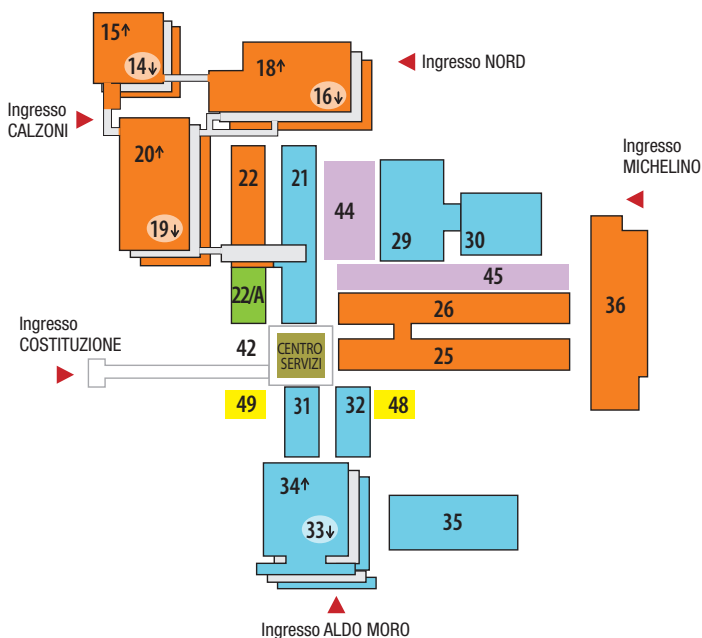 15↑
14↓
18↑
16↓
Ingresso NORD
Ingresso
CALZONI
20↑
19↓
22
21
44
29
30
Ingresso
MICHELINO
45
22/A
26
36
Ingresso
COSTITUZIONE
42
CENTRO
SERVIZI
25
49
31
32
48
34↑
33↓
35
Ingresso ALDO MORO